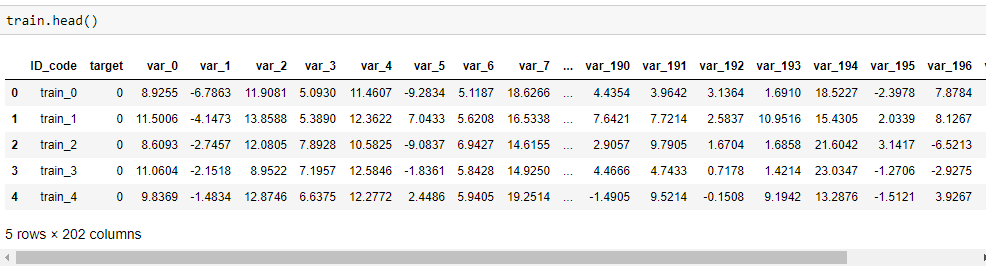 train.head()
ID_code target var_0 var_1 var_2 var_3 var_4 var_5 var_6 var_7 ... var_190 var_191 var_192 var_193 var_194 var_195 var_196
0 train_0 0 8.9255 -6.7863 11.9081 5.0930 11.4607 -9.2834 5.1187 18.6266 ... 4.4354 3.9642 3.1364 1.6910 18.5227 -2.3978 7.8784
1 train_1 0 11.5006 -4.1473 13.8588 5.3890 12.3622 7.0433 5.6208 16.5338 ... 7.6421 7.7214 2.5837 10.9516 15.4305 2.0339 8.1267
2 train_2 0 8.6093 -2.7457 12.0805 7.8928 10.5825 -9.0837 6.9427 14.6155 ... 2.9057 9.7905 1.6704 1.6858 21.6042 3.1417 -6.5213
3 train_3 0 11.0604 -2.1518 8.9522 7.1957 12.5846 -1.8361 5.8428 14.9250 ... 4.4666 4.7433 0.7178 1.4214 23.0347 -1.2706 -2.9275
4 train_4 0 9.8369 -1.4834 12.8746 6.6375 12.2772 2.4486 5.9405 19.2514 ... -1.4905 9.5214 -0.1508 9.1942 13.2876 -1.5121 3.9267
5 rows × 202 columns